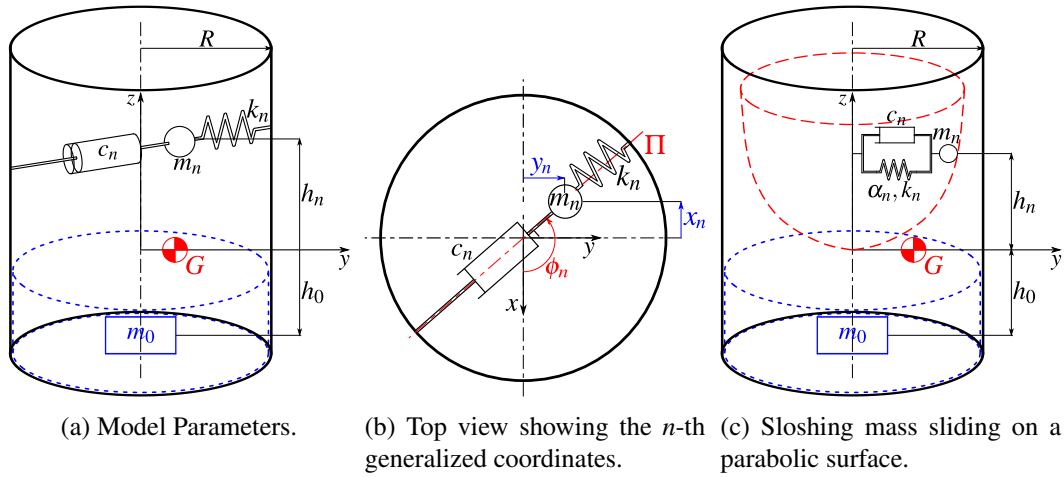 R
z
k_n
c_n
m_n
h_n
G
y
h_0
m_0
Π
y_n
k_n
m_n
x_n
c_n
y
ϕ_n
x
R
z
c_n
m_n
α_n, k_n
h_n
G
y
h_0
m_0
(a) Model Parameters.
(b) Top view showing the n-th
generalized coordinates.
(c) Sloshing mass sliding on a
parabolic surface.